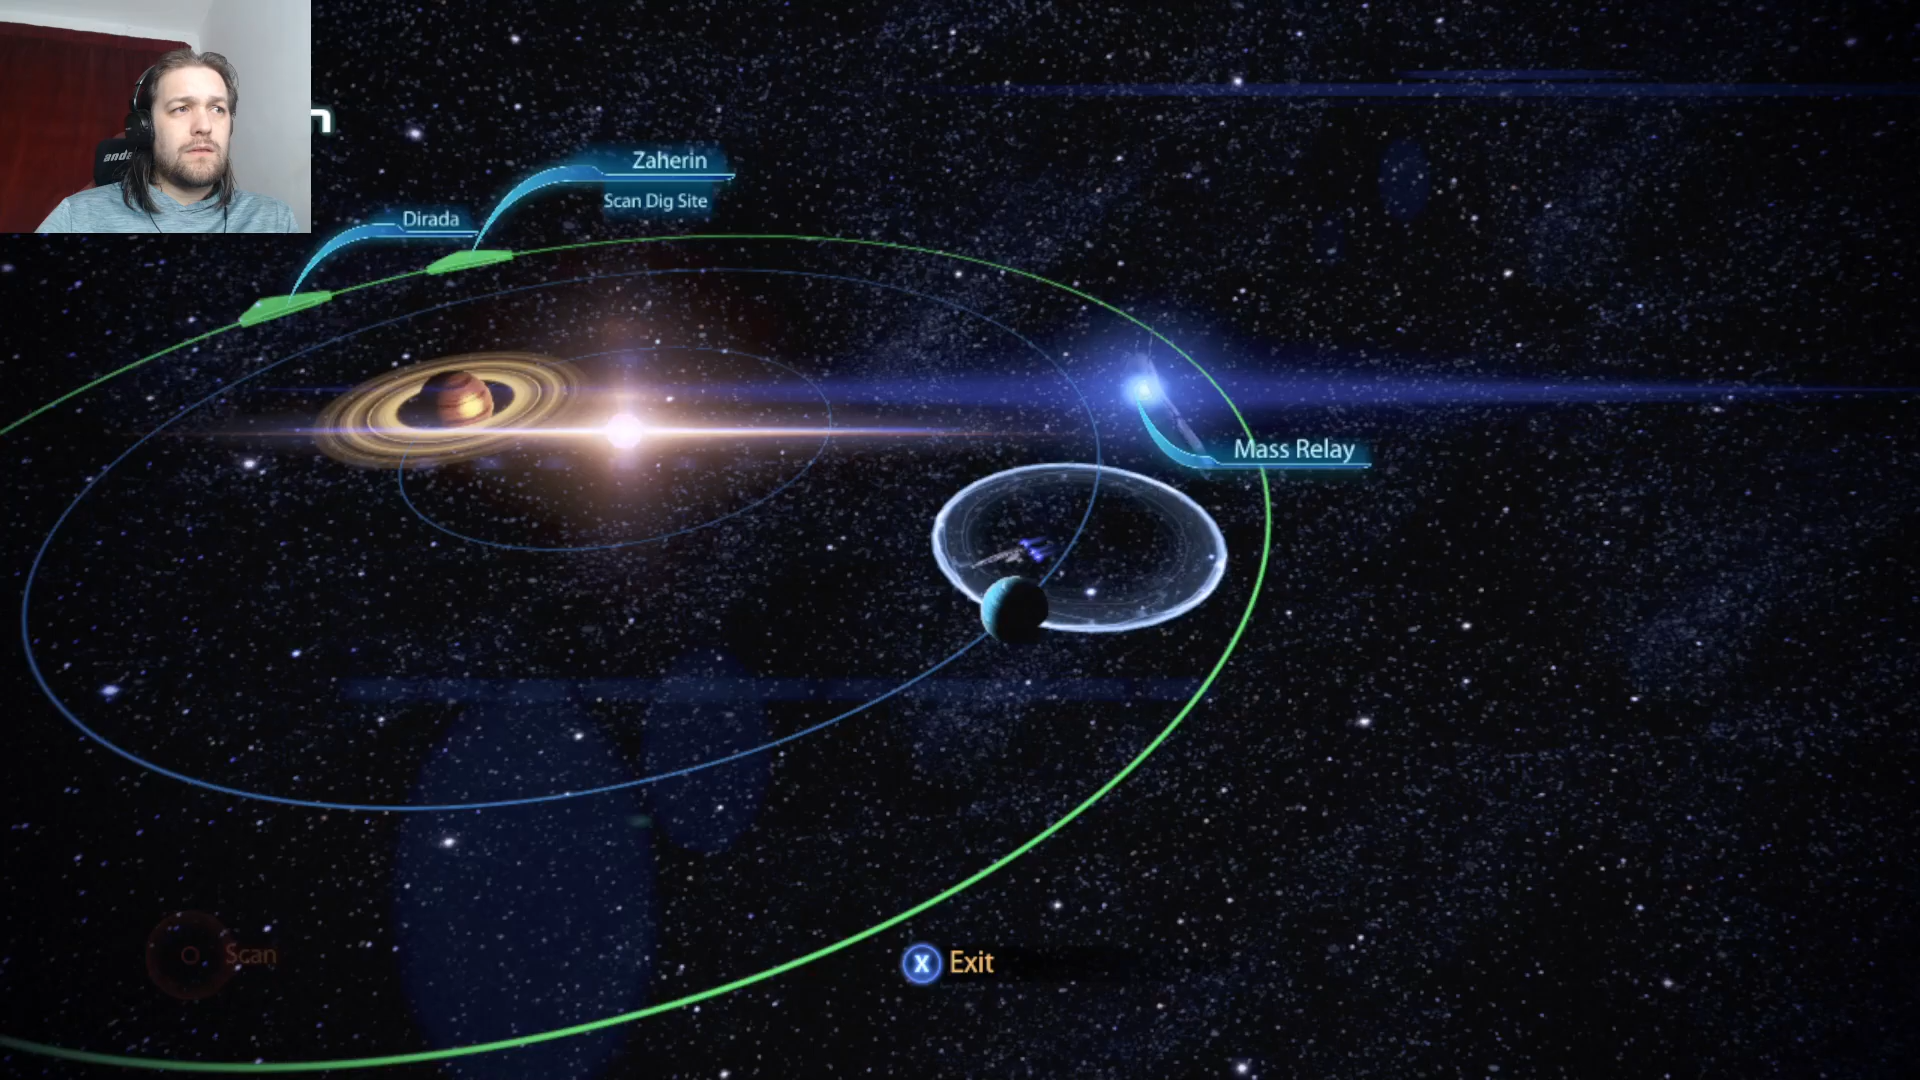 n
Zaherin
Scan Dig Site
Dirada
Mass Relay
Scan
X Exit